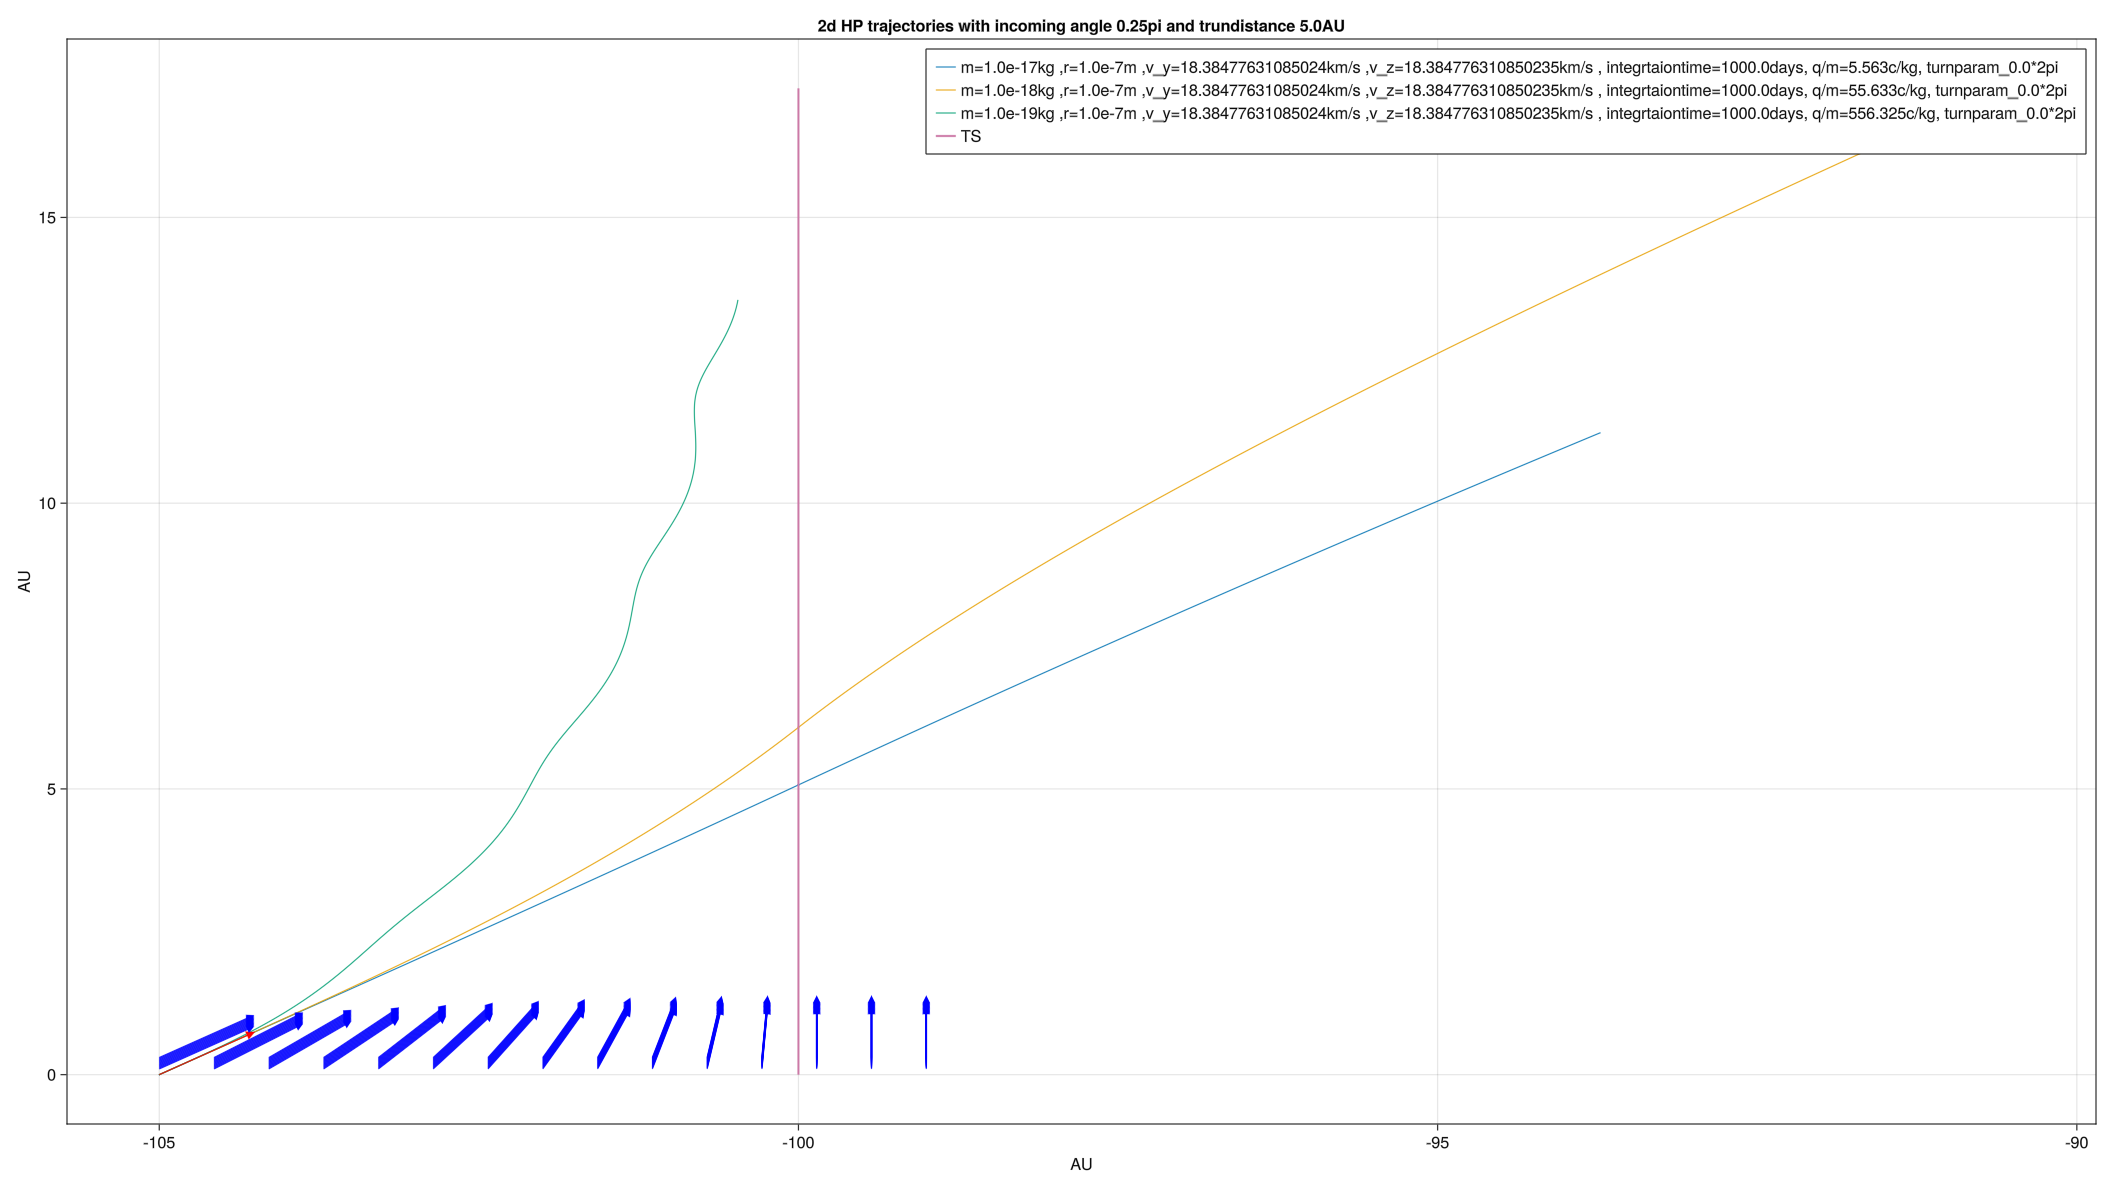 2d HP trajectories with incoming angle 0.25pi and trundistance 5.0AU
m=1.0e-17kg ,r=1.0e-7m ,v_y=18.38477631085024km/s ,v_z=18.384776310850235km/s , integrtaiontime=1000.0days, q/m=5.563c/kg, turnparam_0.0*2pi
m=1.0e-18kg ,r=1.0e-7m ,v_y=18.38477631085024km/s ,v_z=18.384776310850235km/s , integrtaiontime=1000.0days, q/m=55.633c/kg, turnparam_0.0*2pi
m=1.0e-19kg ,r=1.0e-7m ,v_y=18.38477631085024km/s ,v_z=18.384776310850235km/s , integrtaiontime=1000.0days, q/m=556.325c/kg, turnparam_0.0*2pi
TS
15
10
AU
5
0
-105
-100
-95
-90
AU